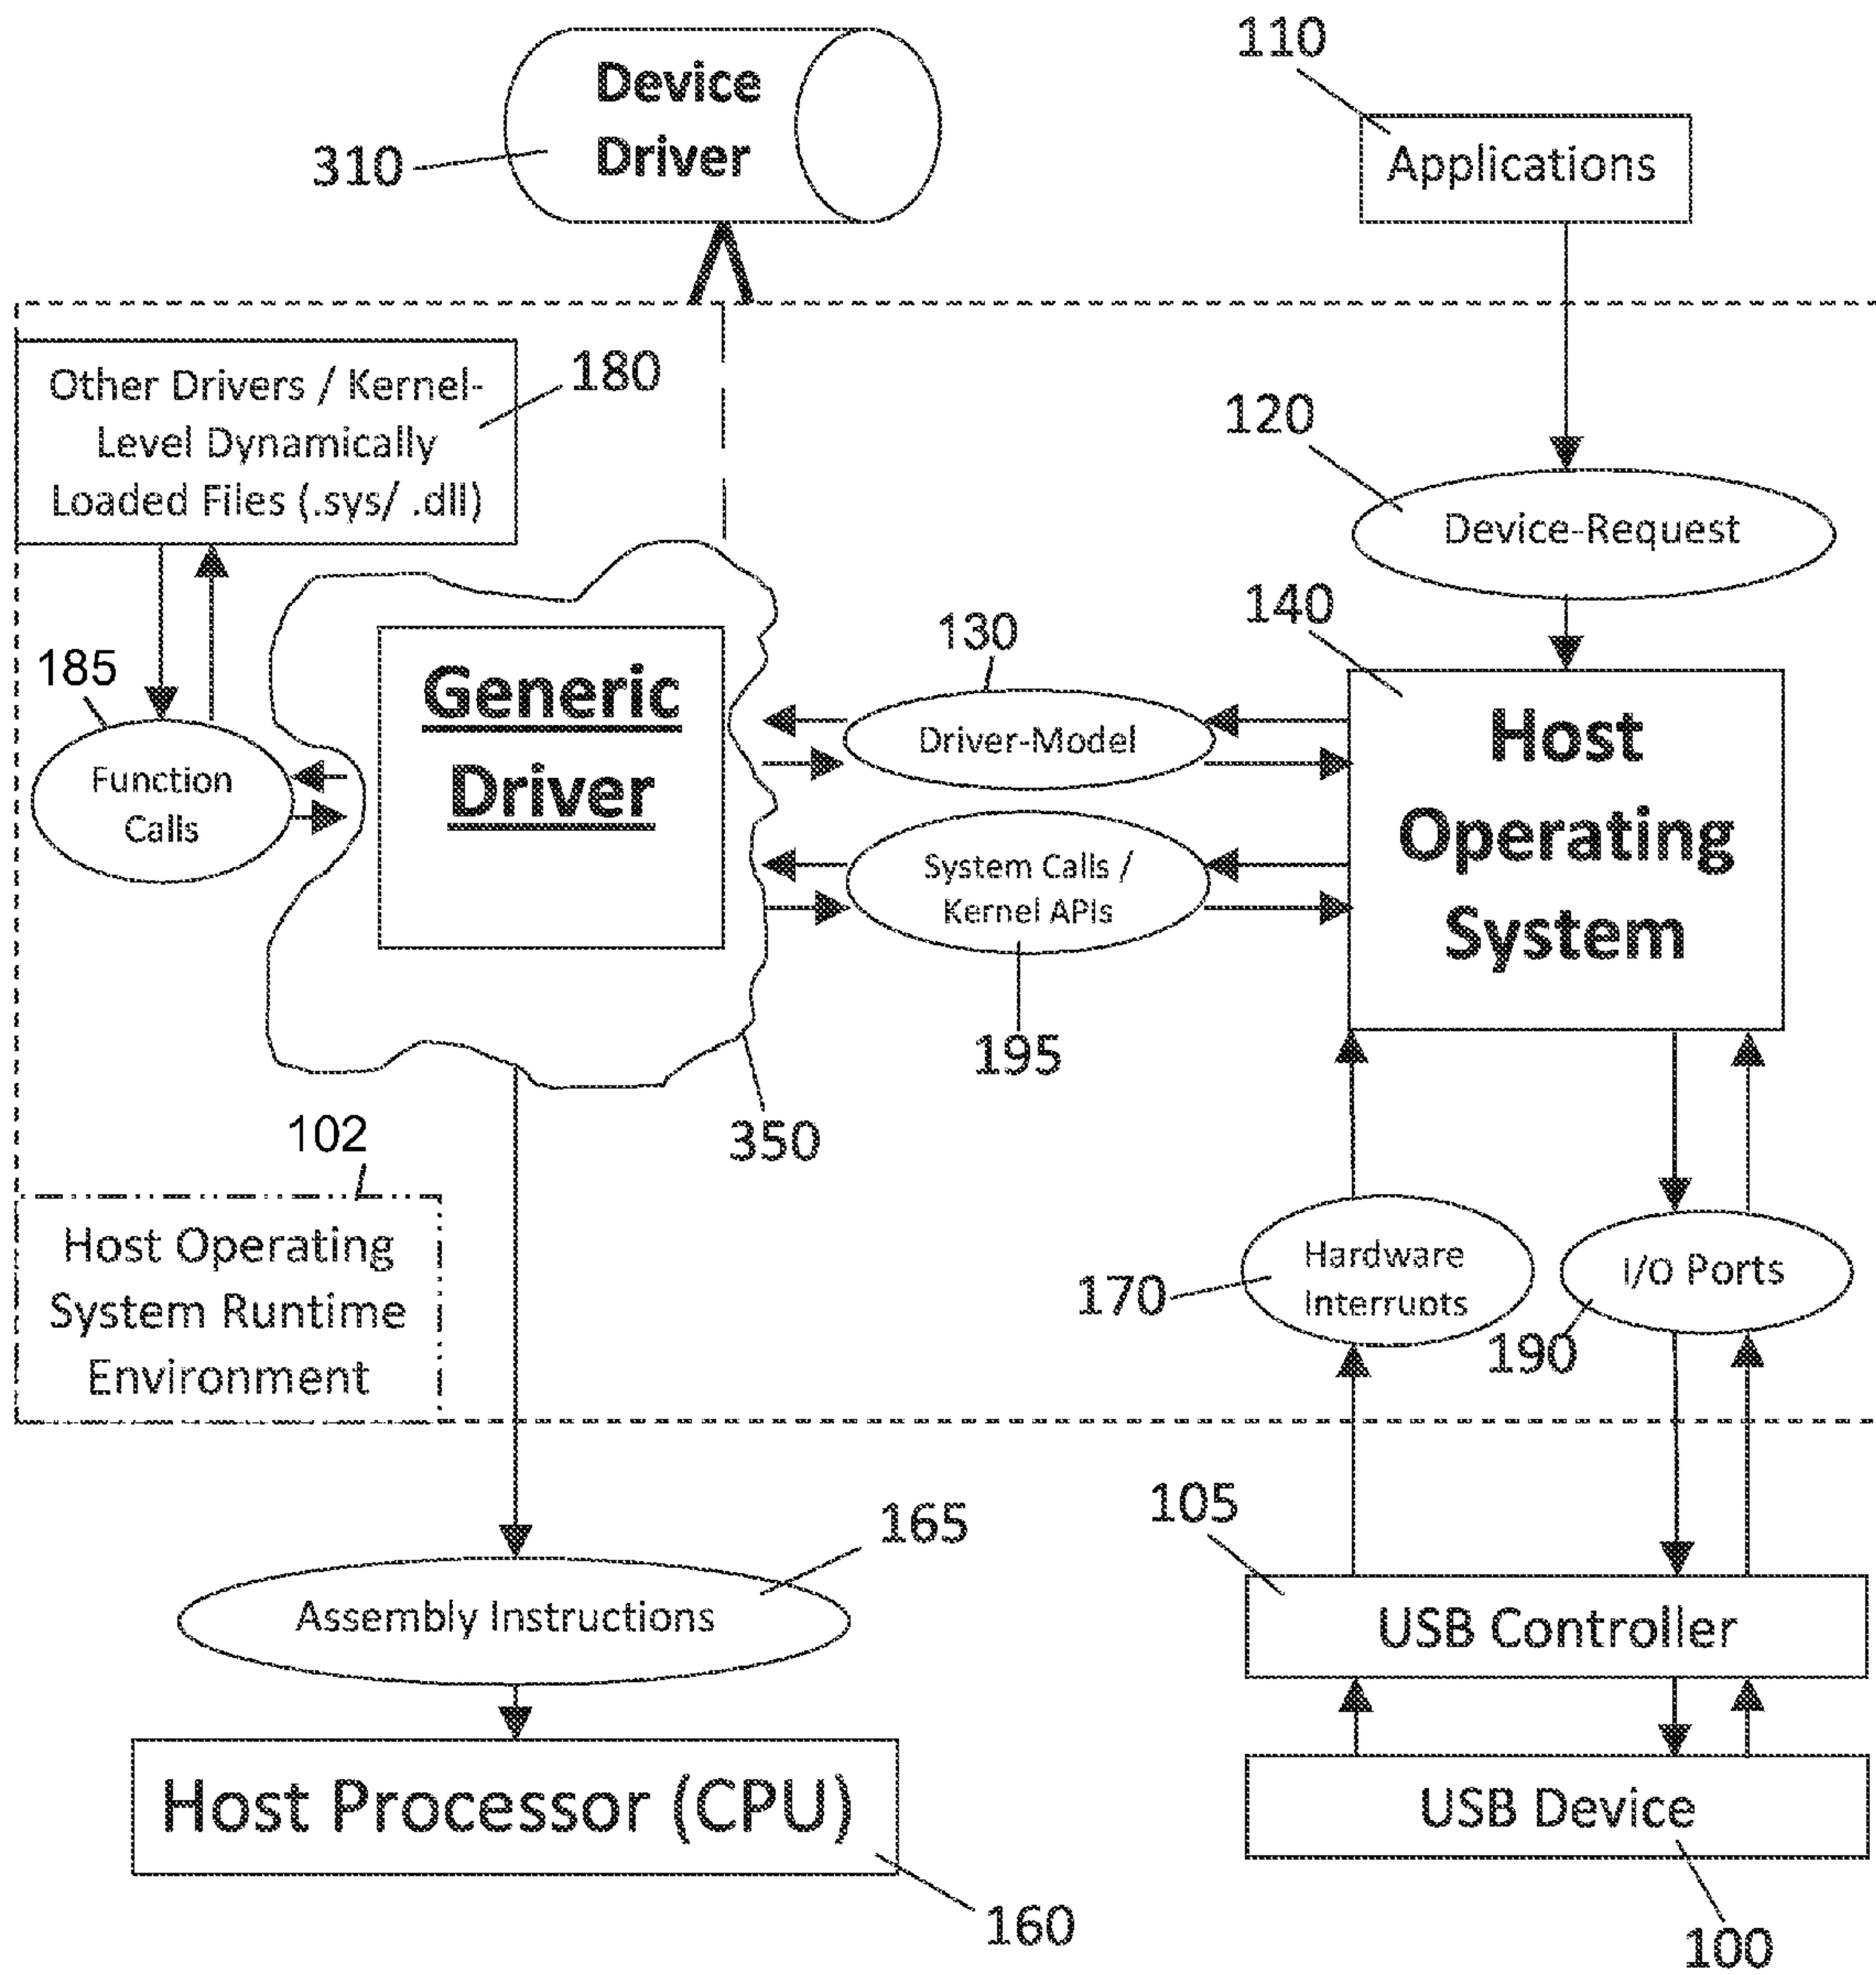 110
Device
Driver
310
Applications
Other Drivers / Kernel-
Level Dynamically
Loaded Files (.sys/ .dll)
180
120
Device-Request
140
130
185
Generic
Driver
Driver-Model
Host
Operating
System
Function
Calls
System Calls /
Kernel APIs
195
350
102
Host Operating
System Runtime
Environment
Hardware
Interrupts
170
I/O Ports
190
105
165
Assembly Instructions
USB Controller
Host Processor (CPU)
USB Device
160
100